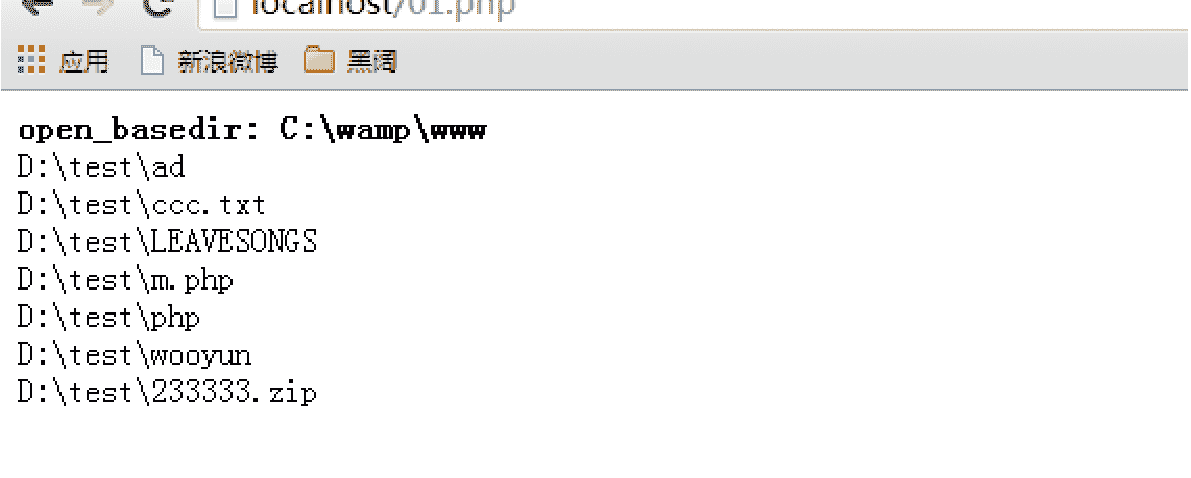 localhost/01.php
应用 新浪微博 黑阔
open_basedir: C:\wamp\www
D:\test\ad
D:\test\ccc.txt
D:\test\LEAVESONGS
D:\test\m.php
D:\test\php
D:\test\wooyun
D:\test\233333.zip